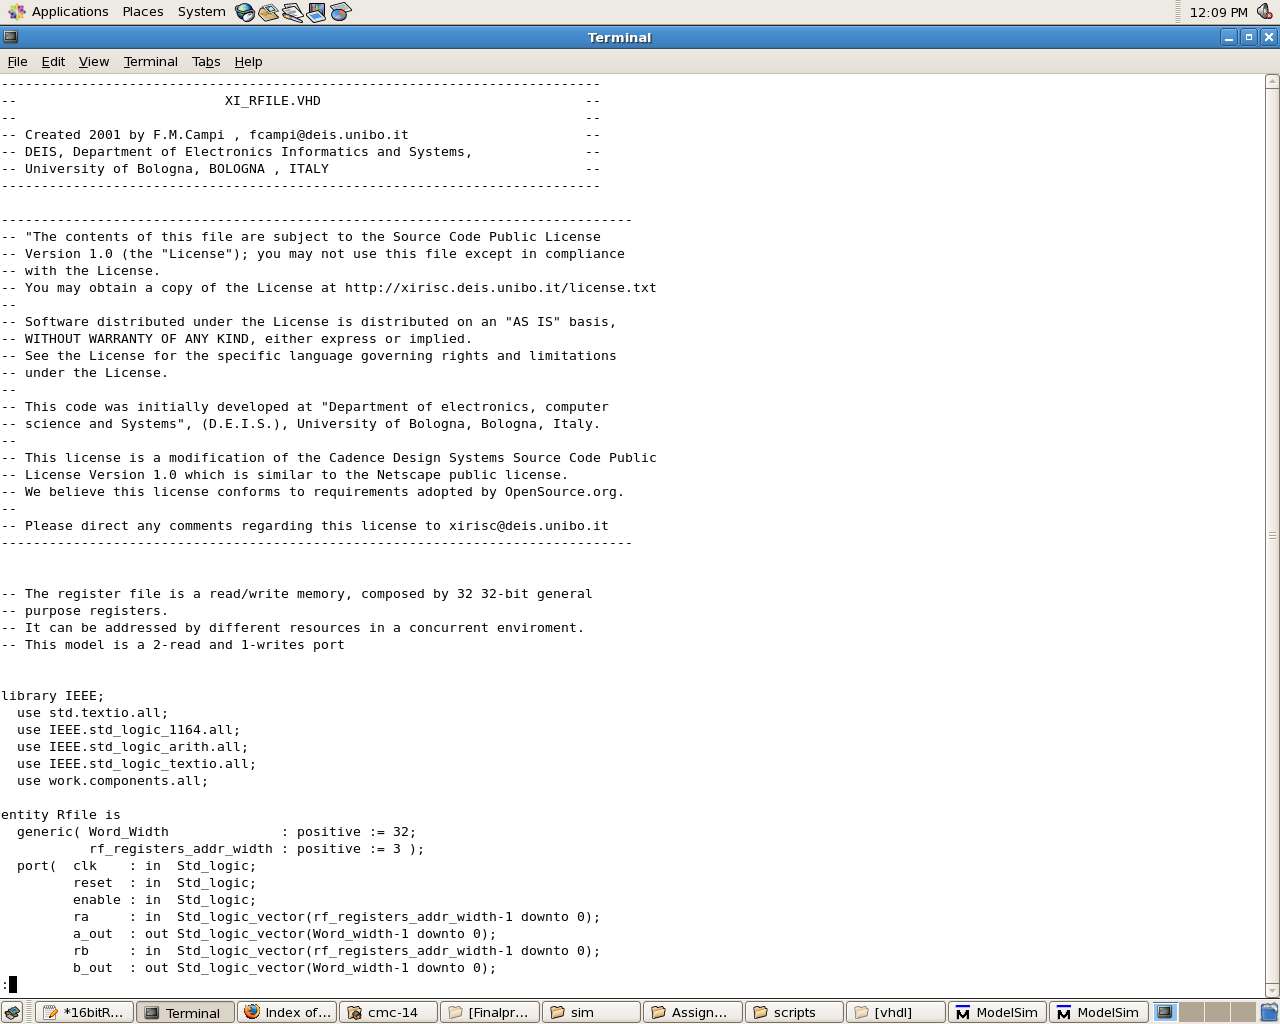 Applications Places System 12:09 PM
Terminal
File Edit View Terminal Tabs Help
---------------------------------------------------------------------------
--                          XI_RFILE.VHD                                 --
--                                                                       --
-- Created 2001 by F.M.Campi , fcampi@deis.unibo.it                      --
-- DEIS, Department of Electronics Informatics and Systems,              --
-- University of Bologna, BOLOGNA , ITALY                                --
---------------------------------------------------------------------------
-------------------------------------------------------------------------------
-- "The contents of this file are subject to the Source Code Public License
-- Version 1.0 (the "License"); you may not use this file except in compliance
-- with the License.
-- You may obtain a copy of the License at http://xirisc.deis.unibo.it/license.txt
--
-- Software distributed under the License is distributed on an "AS IS" basis,
-- WITHOUT WARRANTY OF ANY KIND, either express or implied.
-- See the License for the specific language governing rights and limitations
-- under the License.
--
-- This code was initially developed at "Department of electronics, computer
-- science and Systems", (D.E.I.S.), University of Bologna, Bologna, Italy.
--
-- This license is a modification of the Cadence Design Systems Source Code Public
-- License Version 1.0 which is similar to the Netscape public license.
-- We believe this license conforms to requirements adopted by OpenSource.org.
--
-- Please direct any comments regarding this license to xirisc@deis.unibo.it
-------------------------------------------------------------------------------
-- The register file is a read/write memory, composed by 32 32-bit general
-- purpose registers.
-- It can be addressed by different resources in a concurrent enviroment.
-- This model is a 2-read and 1-writes port
library IEEE;
  use std.textio.all;
  use IEEE.std_logic_1164.all;
  use IEEE.std_logic_arith.all;
  use IEEE.std_logic_textio.all;
  use work.components.all;
entity Rfile is
  generic( Word_Width              : positive := 32;
           rf_registers_addr_width : positive := 3 );
  port(  clk    : in  Std_logic;
         reset  : in  Std_logic;
         enable : in  Std_logic;
         ra     : in  Std_logic_vector(rf_registers_addr_width-1 downto 0);
         a_out  : out Std_logic_vector(Word_width-1 downto 0);
         rb     : in  Std_logic_vector(rf_registers_addr_width-1 downto 0);
         b_out  : out Std_logic_vector(Word_width-1 downto 0);
:
*16bitR... Terminal Index of... cmc-14 [Finalpr... sim Assign... scripts [vhdl] ModelSim ModelSim